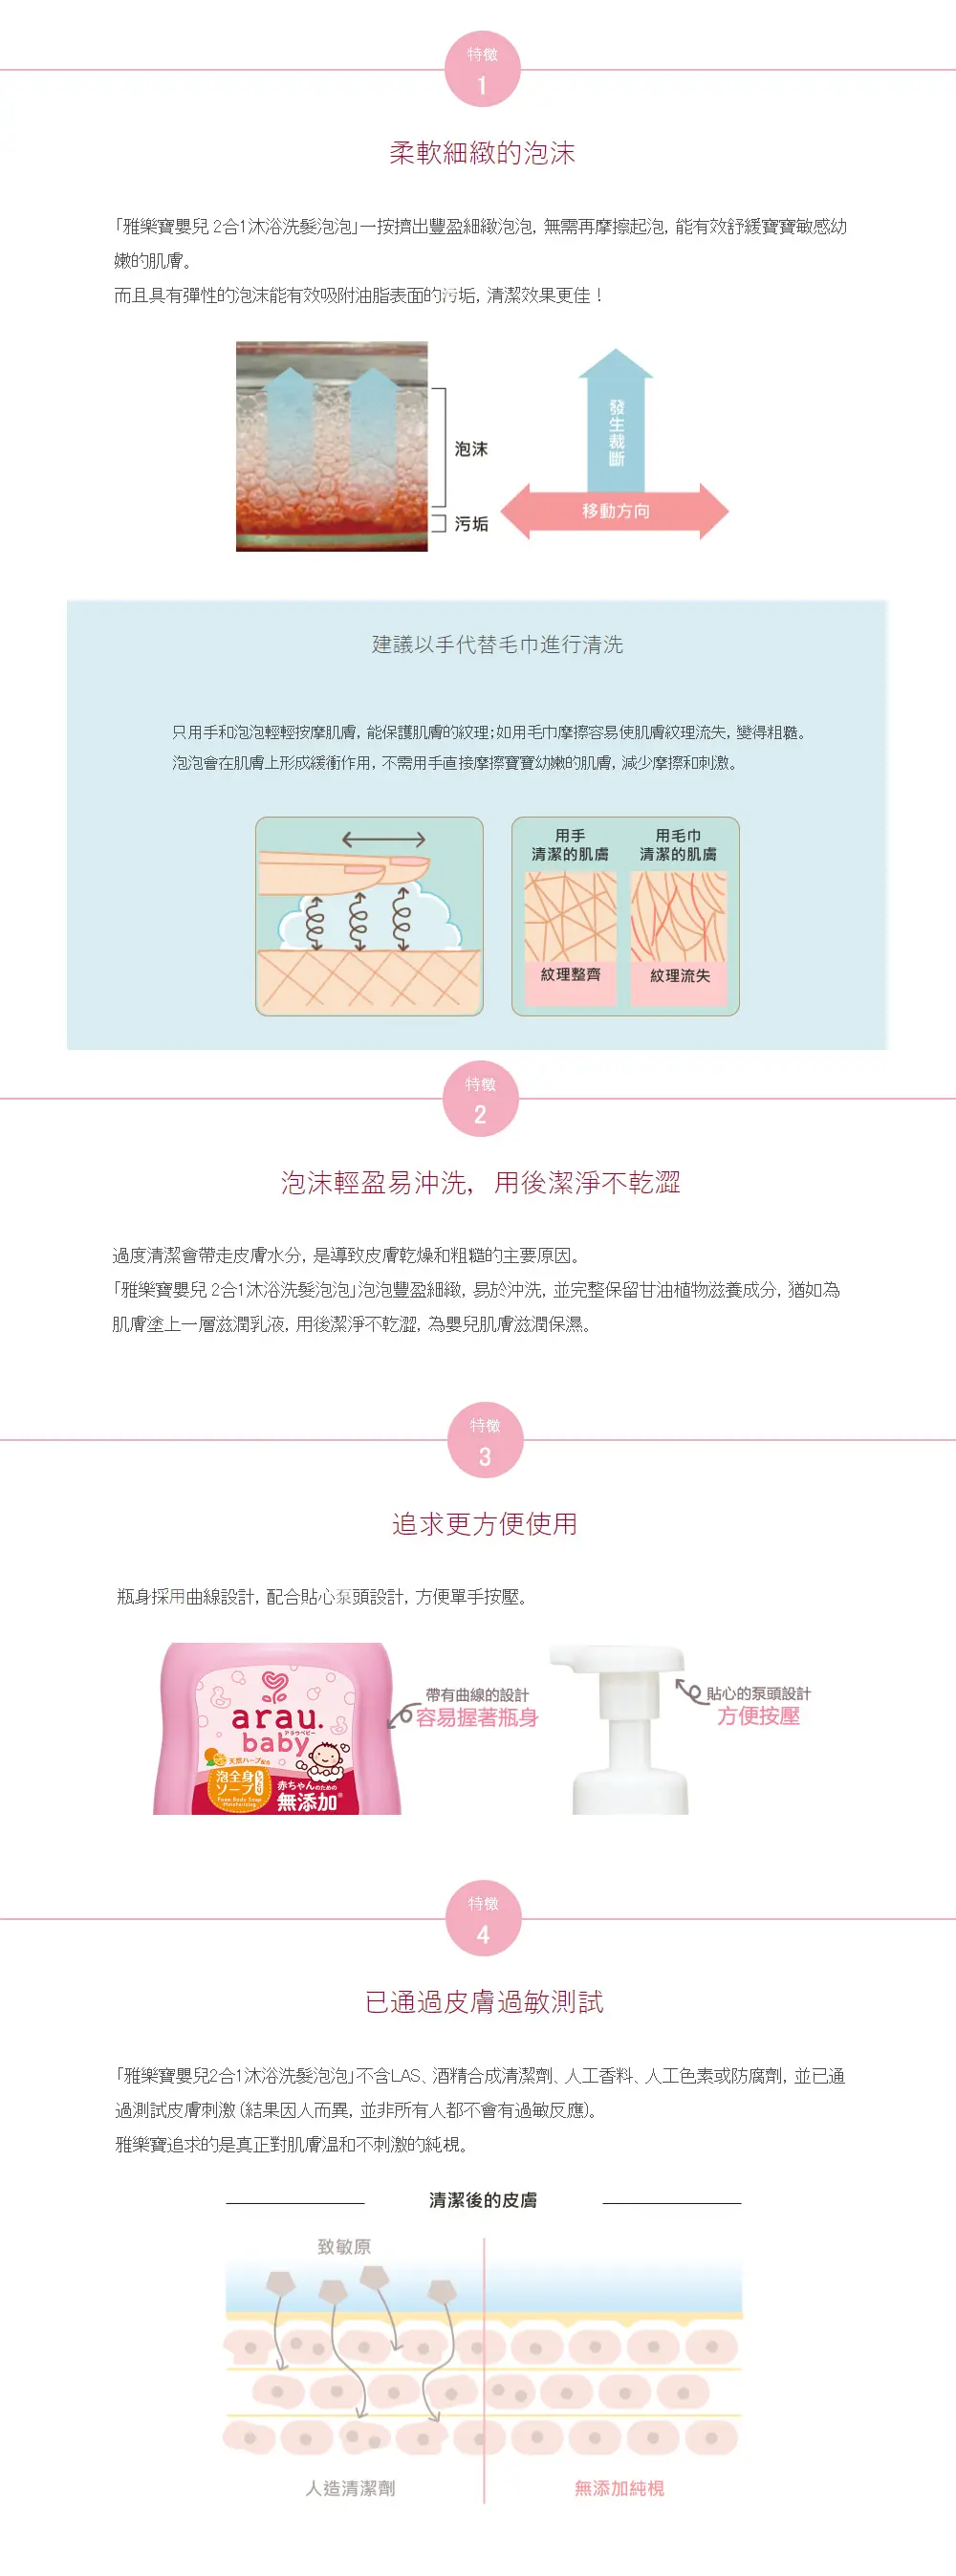 特徵
1
柔軟細緻的泡沫
「雅樂寶嬰兒 2合1沐浴洗髮泡泡」一按擠出豐盈細緻泡泡, 無需再摩擦起泡, 能有效舒緩寶寶敏感幼
嫩的肌膚。
而且具有彈性的泡沫能有效吸附油脂表面的污垢, 清潔效果更佳！
泡沫
污垢
發生裁斷
移動方向
建議以手代替毛巾進行清洗
只用手和泡泡輕輕按摩肌膚, 能保護肌膚的紋理;如用毛巾摩擦容易使肌膚紋理流失, 變得粗糙。
泡泡會在肌膚上形成緩衝作用, 不需用手直接摩擦寶寶幼嫩的肌膚, 減少摩擦和刺激。
用手
清潔的肌膚
用毛巾
清潔的肌膚
紋理整齊
紋理流失
特徵
2
泡沫輕盈易沖洗, 用後潔淨不乾澀
過度清潔會帶走皮膚水分, 是導致皮膚乾燥和粗糙的主要原因。
「雅樂寶嬰兒 2合1沐浴洗髮泡泡」泡泡豐盈細緻, 易於沖洗, 並完整保留甘油植物滋養成分, 猶如為
肌膚塗上一層滋潤乳液, 用後潔淨不乾澀, 為嬰兒肌膚滋潤保濕。
特徵
3
追求更方便使用
瓶身採用曲線設計, 配合貼心泵頭設計, 方便單手按壓。
arau.
アラウベビー
baby
天然ハーブ配合
泡全身
ソープ
しっとり
Foam Body Soap
Moisturizing
赤ちゃんのための
無添加
帶有曲線的設計
容易握著瓶身
貼心的泵頭設計
方便按壓
特徵
4
已通過皮膚過敏測試
「雅樂寶嬰兒2合1沐浴洗髮泡泡」不含LAS、酒精合成清潔劑、人工香料、人工色素或防腐劑, 並已通
過測試皮膚刺激 (結果因人而異, 並非所有人都不會有過敏反應)。
雅樂寶追求的是真正對肌膚溫和不刺激的純梘。
清潔後的皮膚
致敏原
人造清潔劑
無添加純梘